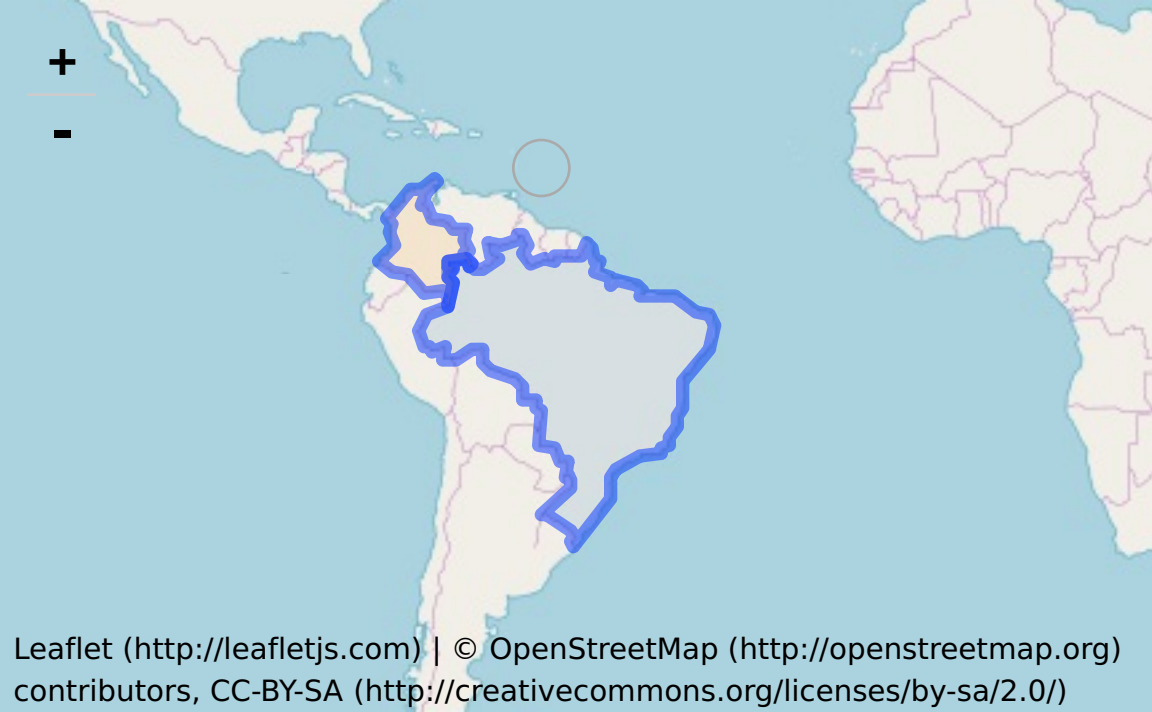 +
-
Leaflet (http://leafletjs.com) | © OpenStreetMap (http://openstreetmap.org)
contributors, CC-BY-SA (http://creativecommons.org/licenses/by-sa/2.0/)